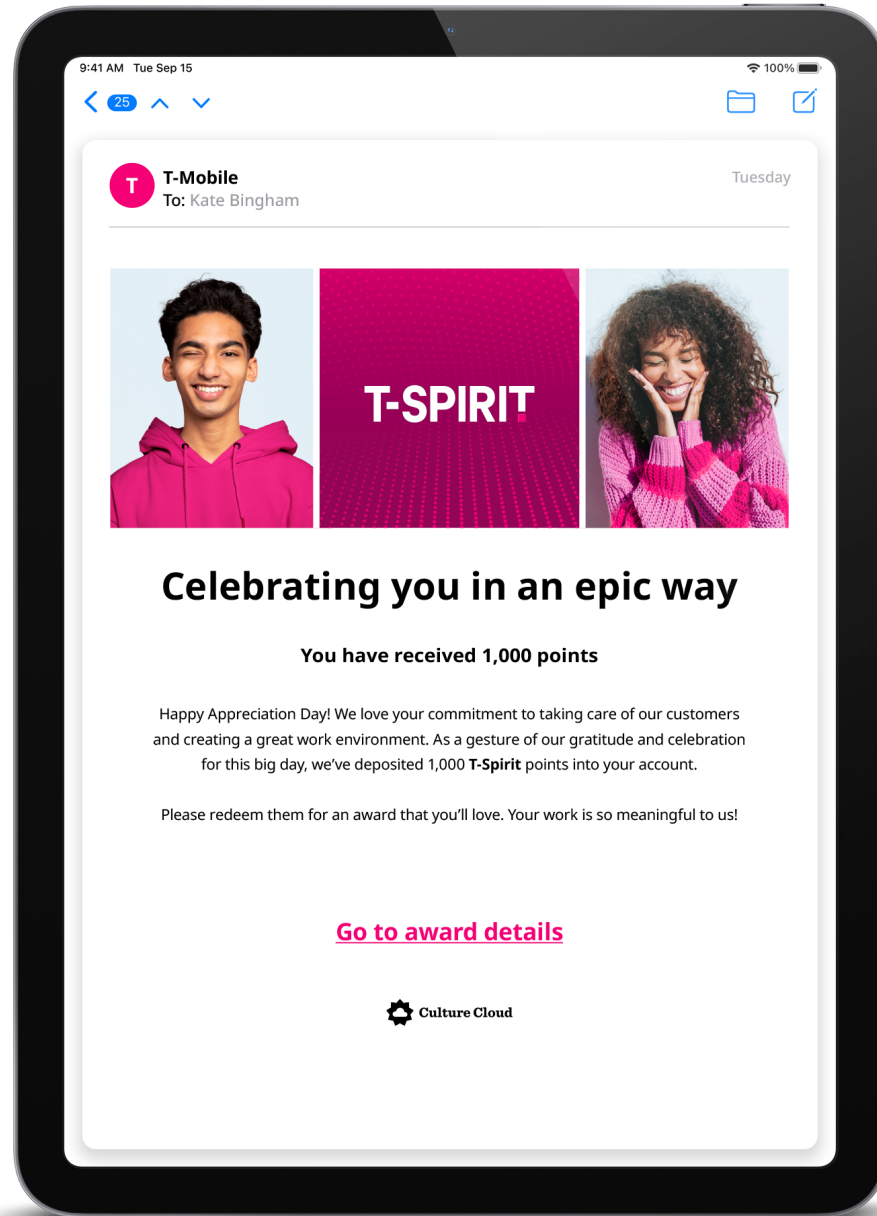 9:41 AM Tue Sep 15
100%
25
T
T-Mobile
Tuesday
To: Kate Bingham
T-SPIRIT
Celebrating you in an epic way
You have received 1,000 points
Happy Appreciation Day! We love your commitment to taking care of our customers
and creating a great work environment. As a gesture of our gratitude and celebration
for this big day, we’ve deposited 1,000 T-Spirit points into your account.
Please redeem them for an award that you’ll love. Your work is so meaningful to us!
Go to award details
Culture Cloud